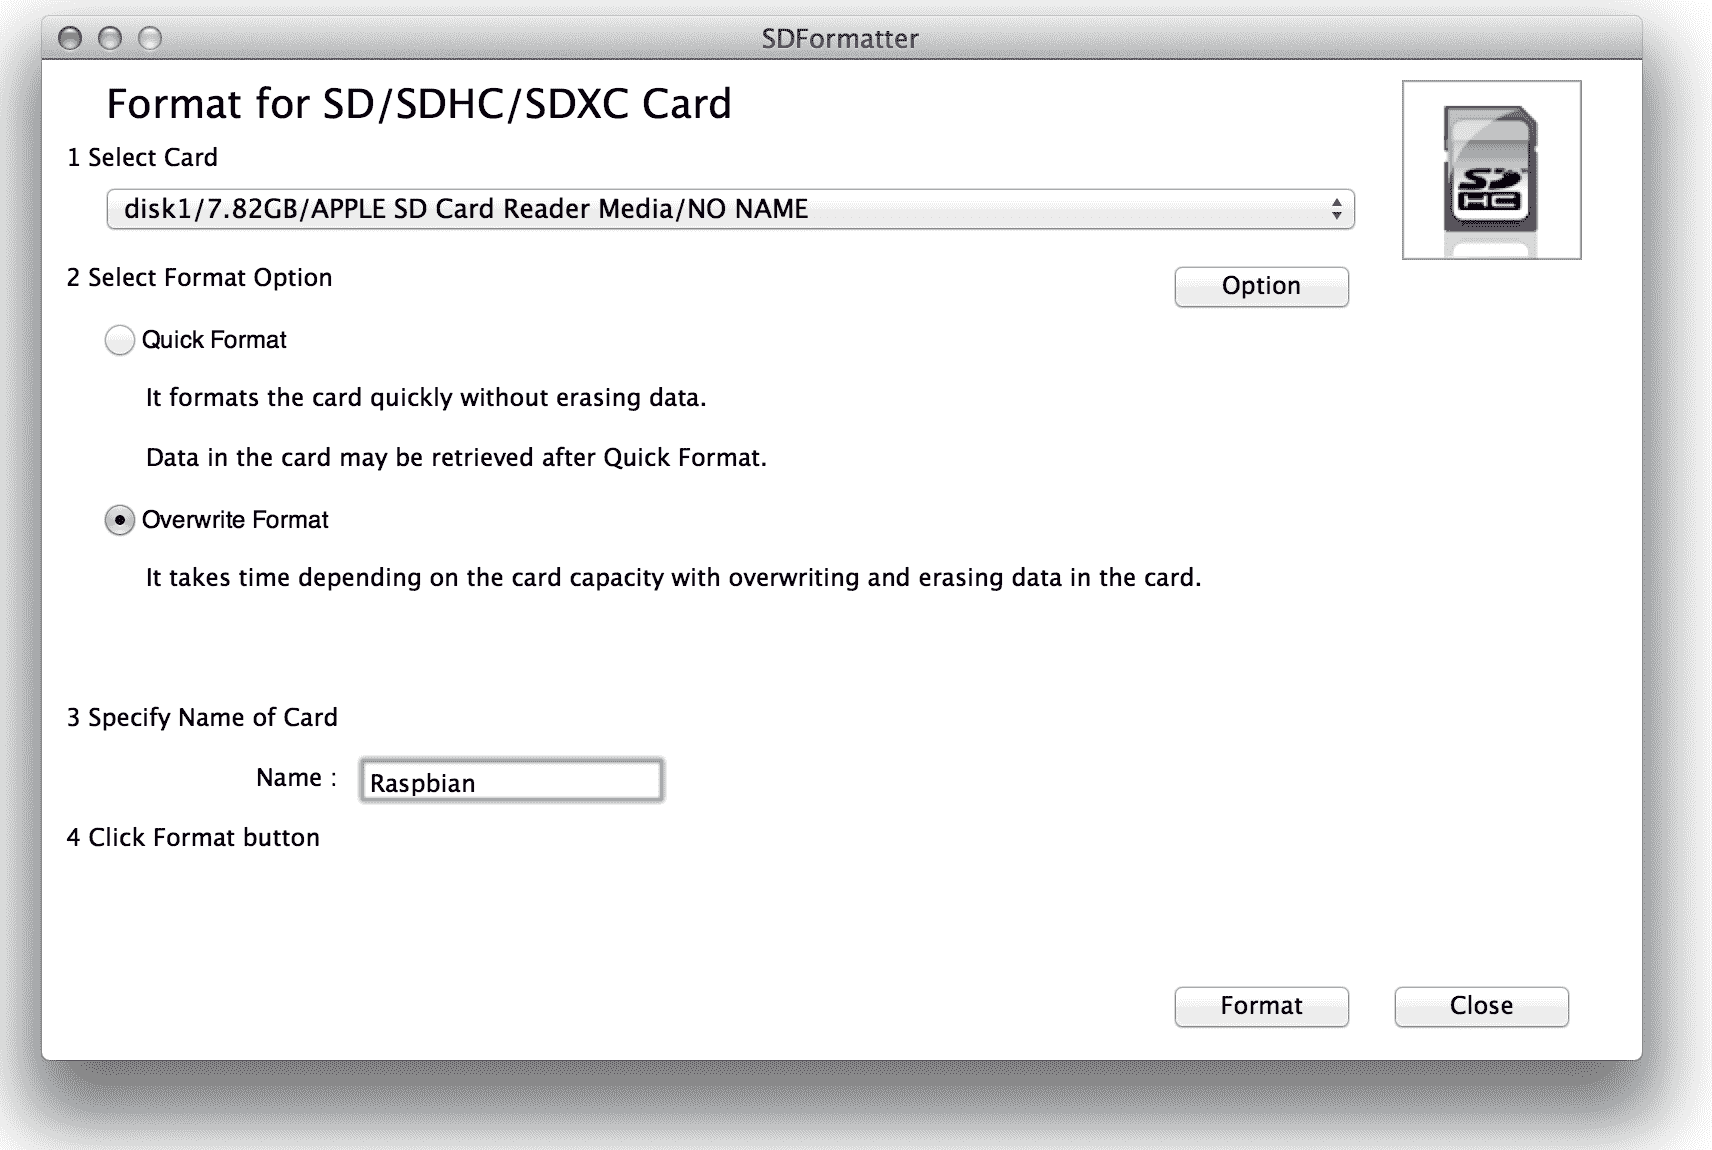 SDFormatter
Format for SD/SDHC/SDXC Card
1 Select Card
disk1/7.82GB/APPLE SD Card Reader Media/NO NAME
SD
HC
2 Select Format Option
Option
Quick Format
It formats the card quickly without erasing data.
Data in the card may be retrieved after Quick Format.
Overwrite Format
It takes time depending on the card capacity with overwriting and erasing data in the card.
3 Specify Name of Card
Name : Raspbian
4 Click Format button
Format Close